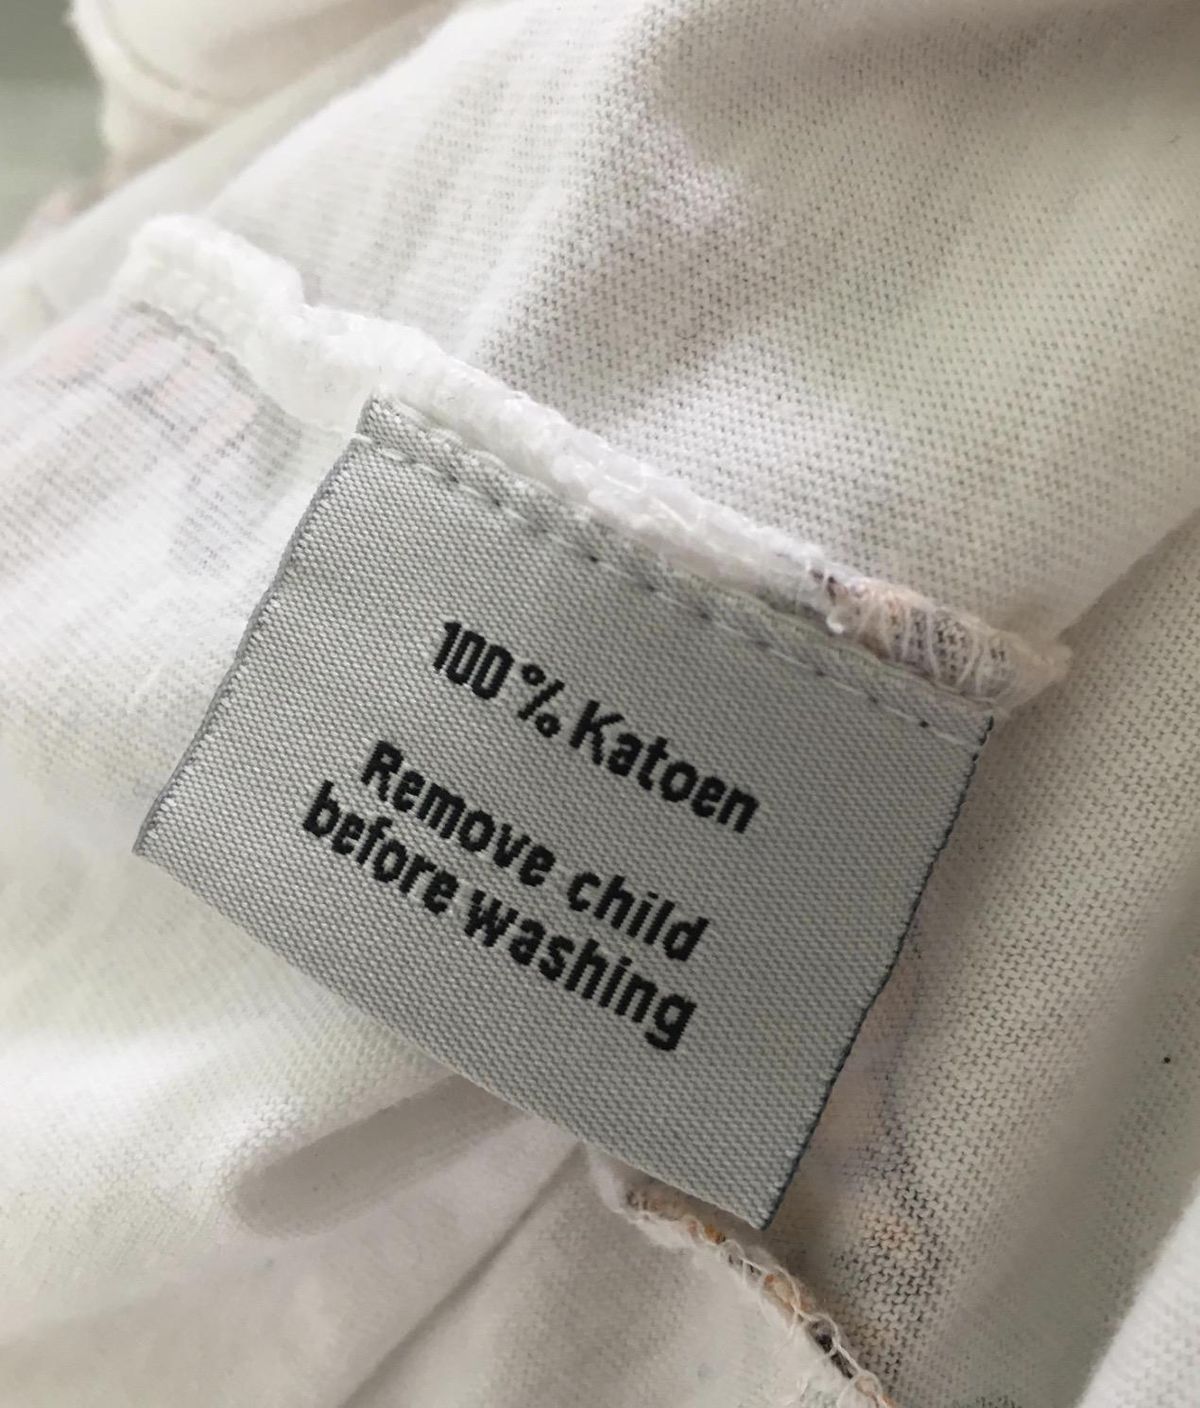 100% Katoen
Remove child
before washing